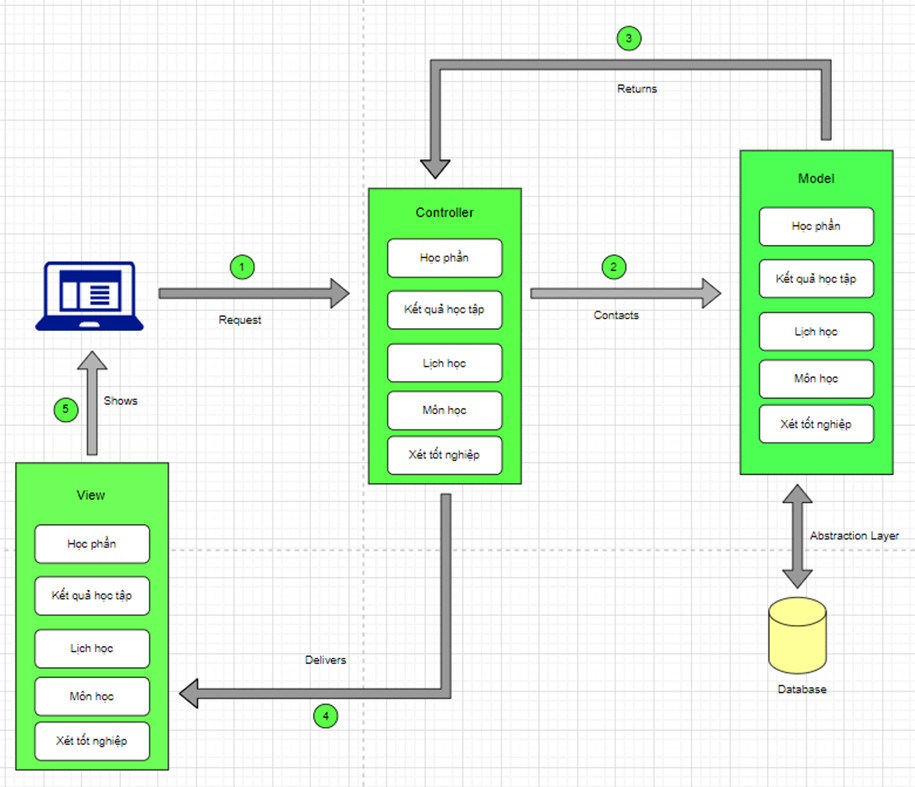 3
Returns
Model
Học phần
Kết quả học tập
Lịch học
Môn học
Xét tốt nghiệp
Controller
Học phần
Kết quả học tập
Lịch học
Môn học
Xét tốt nghiệp
1
Request
2
Contacts
5
Shows
View
Học phần
Kết quả học tập
Lịch học
Môn học
Xét tốt nghiệp
Abstraction Layer
Database
Delivers
4